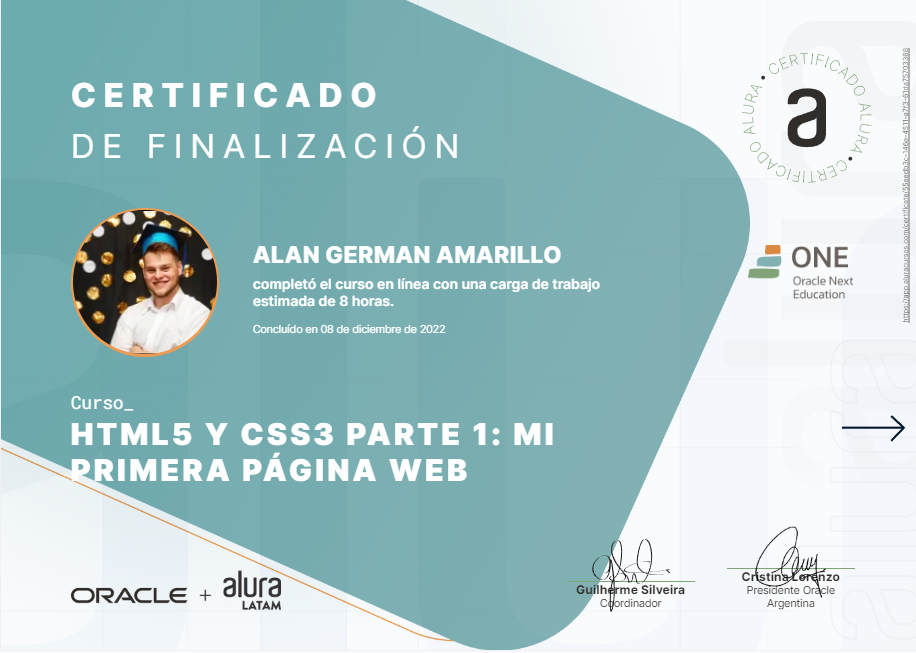 CERTIFICADO
DE FINALIZACIÓN
CERTIFICADO ALURA • CERTIFICADO ALURA •
a
ALAN GERMAN AMARILLO
completó el curso en línea con una carga de trabajo
estimada de 8 horas.
Concluído en 08 de diciembre de 2022
ONE
Oracle Next
Education
Curso_
HTML5 Y CSS3 PARTE 1: MI
PRIMERA PÁGINA WEB
ORACLE + alura
LATAM
Guilherme Silveira
Coordinador
Cristina Lorenzo
Presidente Oracle
Argentina